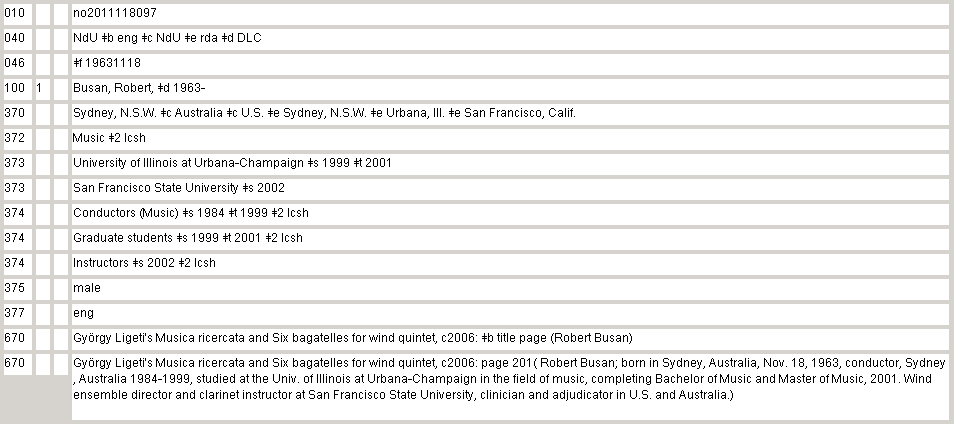 010 no2011118097
040 NdU ǂb eng ǂc NdU ǂe rda ǂd DLC
046 ǂf 19631118
100 1 Busan, Robert, ǂd 1963-
370 Sydney, N.S.W. ǂc Australia ǂc U.S. ǂe Sydney, N.S.W. ǂe Urbana, Ill. ǂe San Francisco, Calif.
372 Music ǂ2 lcsh
373 University of Illinois at Urbana-Champaign ǂs 1999 ǂt 2001
373 San Francisco State University ǂs 2002
374 Conductors (Music) ǂs 1984 ǂt 1999 ǂ2 lcsh
374 Graduate students ǂs 1999 ǂt 2001 ǂ2 lcsh
374 Instructors ǂs 2002 ǂ2 lcsh
375 male
377 eng
670 György Ligeti's Musica ricercata and Six bagatelles for wind quintet, c2006: ǂb title page (Robert Busan)
670 György Ligeti's Musica ricercata and Six bagatelles for wind quintet, c2006: page 201( Robert Busan; born in Sydney, Australia, Nov. 18, 1963, conductor, Sydney
, Australia 1984-1999, studied at the Univ. of Illinois at Urbana-Champaign in the field of music, completing Bachelor of Music and Master of Music, 2001. Wind
ensemble director and clarinet instructor at San Francisco State University, clinician and adjudicator in U.S. and Australia.)